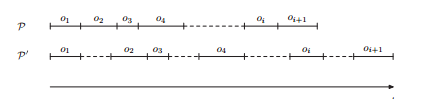 𝒫 o₁ o₂ o₃ o₄ oᵢ oᵢ₊₁
𝒫′ o₁ o₂ o₃ o₄ oᵢ oᵢ₊₁